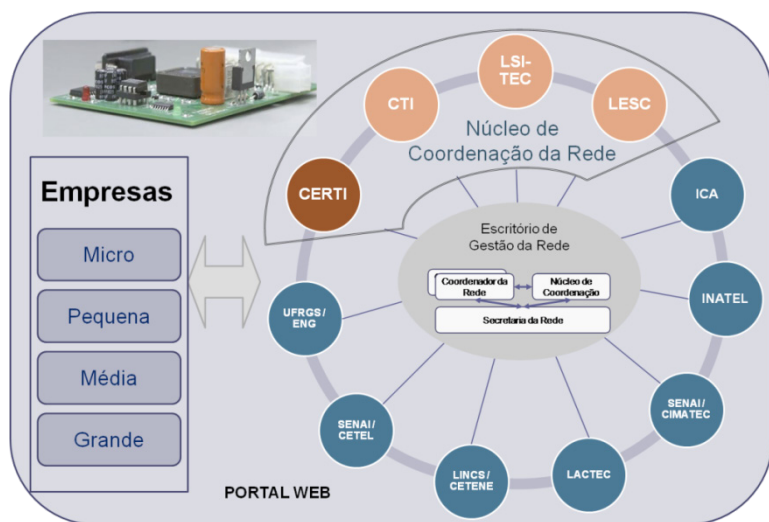 Empresas
Micro
Pequena
Média
Grande
PORTAL WEB
LSI-
TEC
CTI
LESC
Núcleo de
Coordenação da Rede
CERTI
ICA
Escritório de
Gestão da Rede
Coordenador da
Rede
Núcleo de
Coordenação
Secretaria da Rede
INATEL
UFRGS/
ENG
SENAI/
CIMATEC
SENAI/
CETEL
LINCS/
CETENE
LACTEC